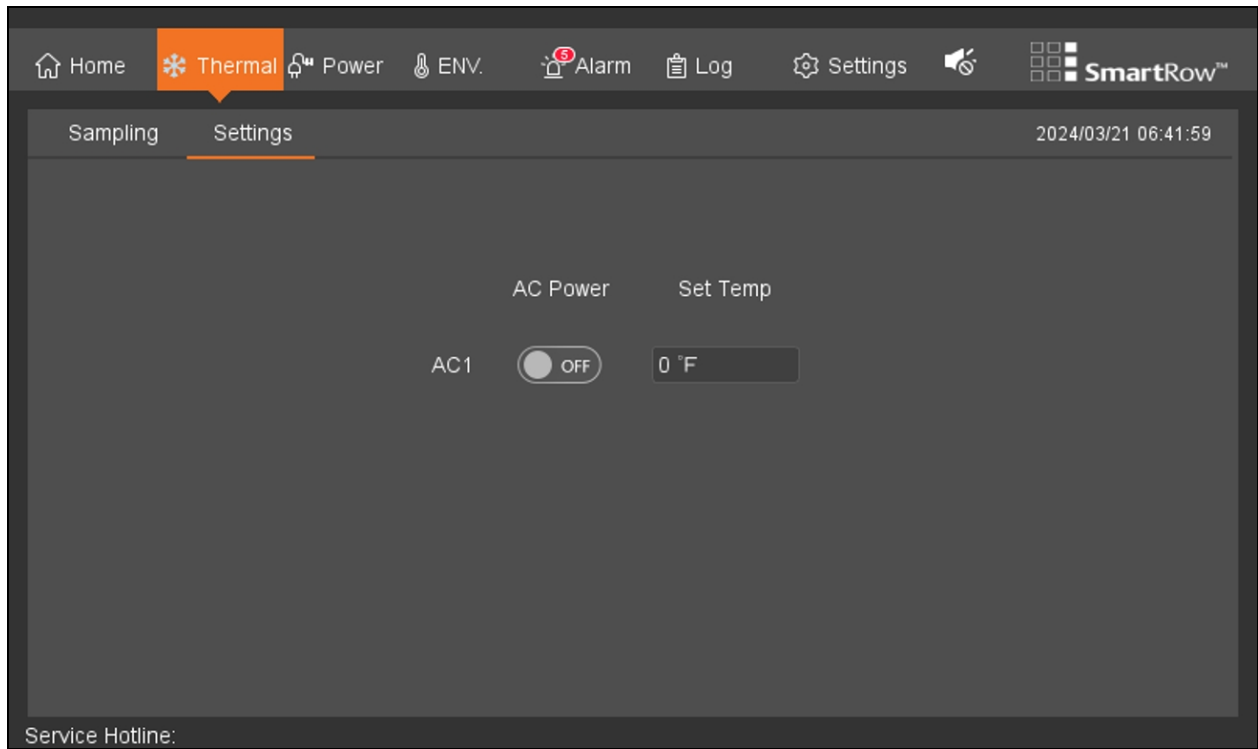 Home Thermal Power ENV. 5 Alarm Log Settings SmartRow™
Sampling Settings 2024/03/21 06:41:59
AC Power Set Temp
AC1 OFF 0 °F
Service Hotline: